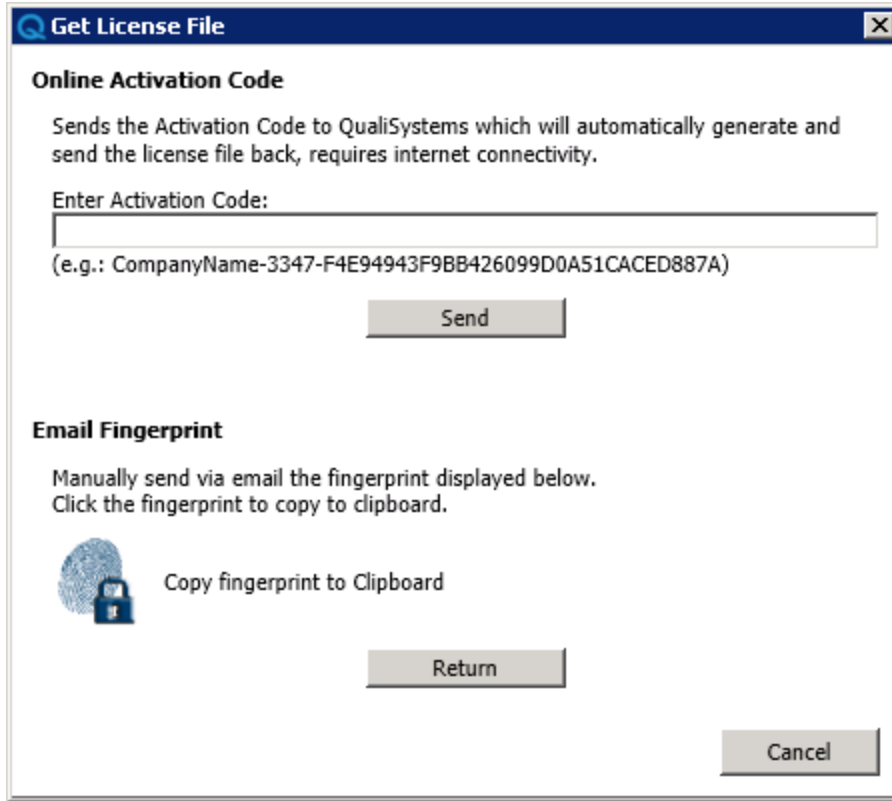 Get License File
Online Activation Code
Sends the Activation Code to QualiSystems which will automatically generate and
send the license file back, requires internet connectivity.
Enter Activation Code:
(e.g.: CompanyName-3347-F4E94943F9BB426099D0A51CACED887A)
Send
Email Fingerprint
Manually send via email the fingerprint displayed below.
Click the fingerprint to copy to clipboard.
Copy fingerprint to Clipboard
Return
Cancel